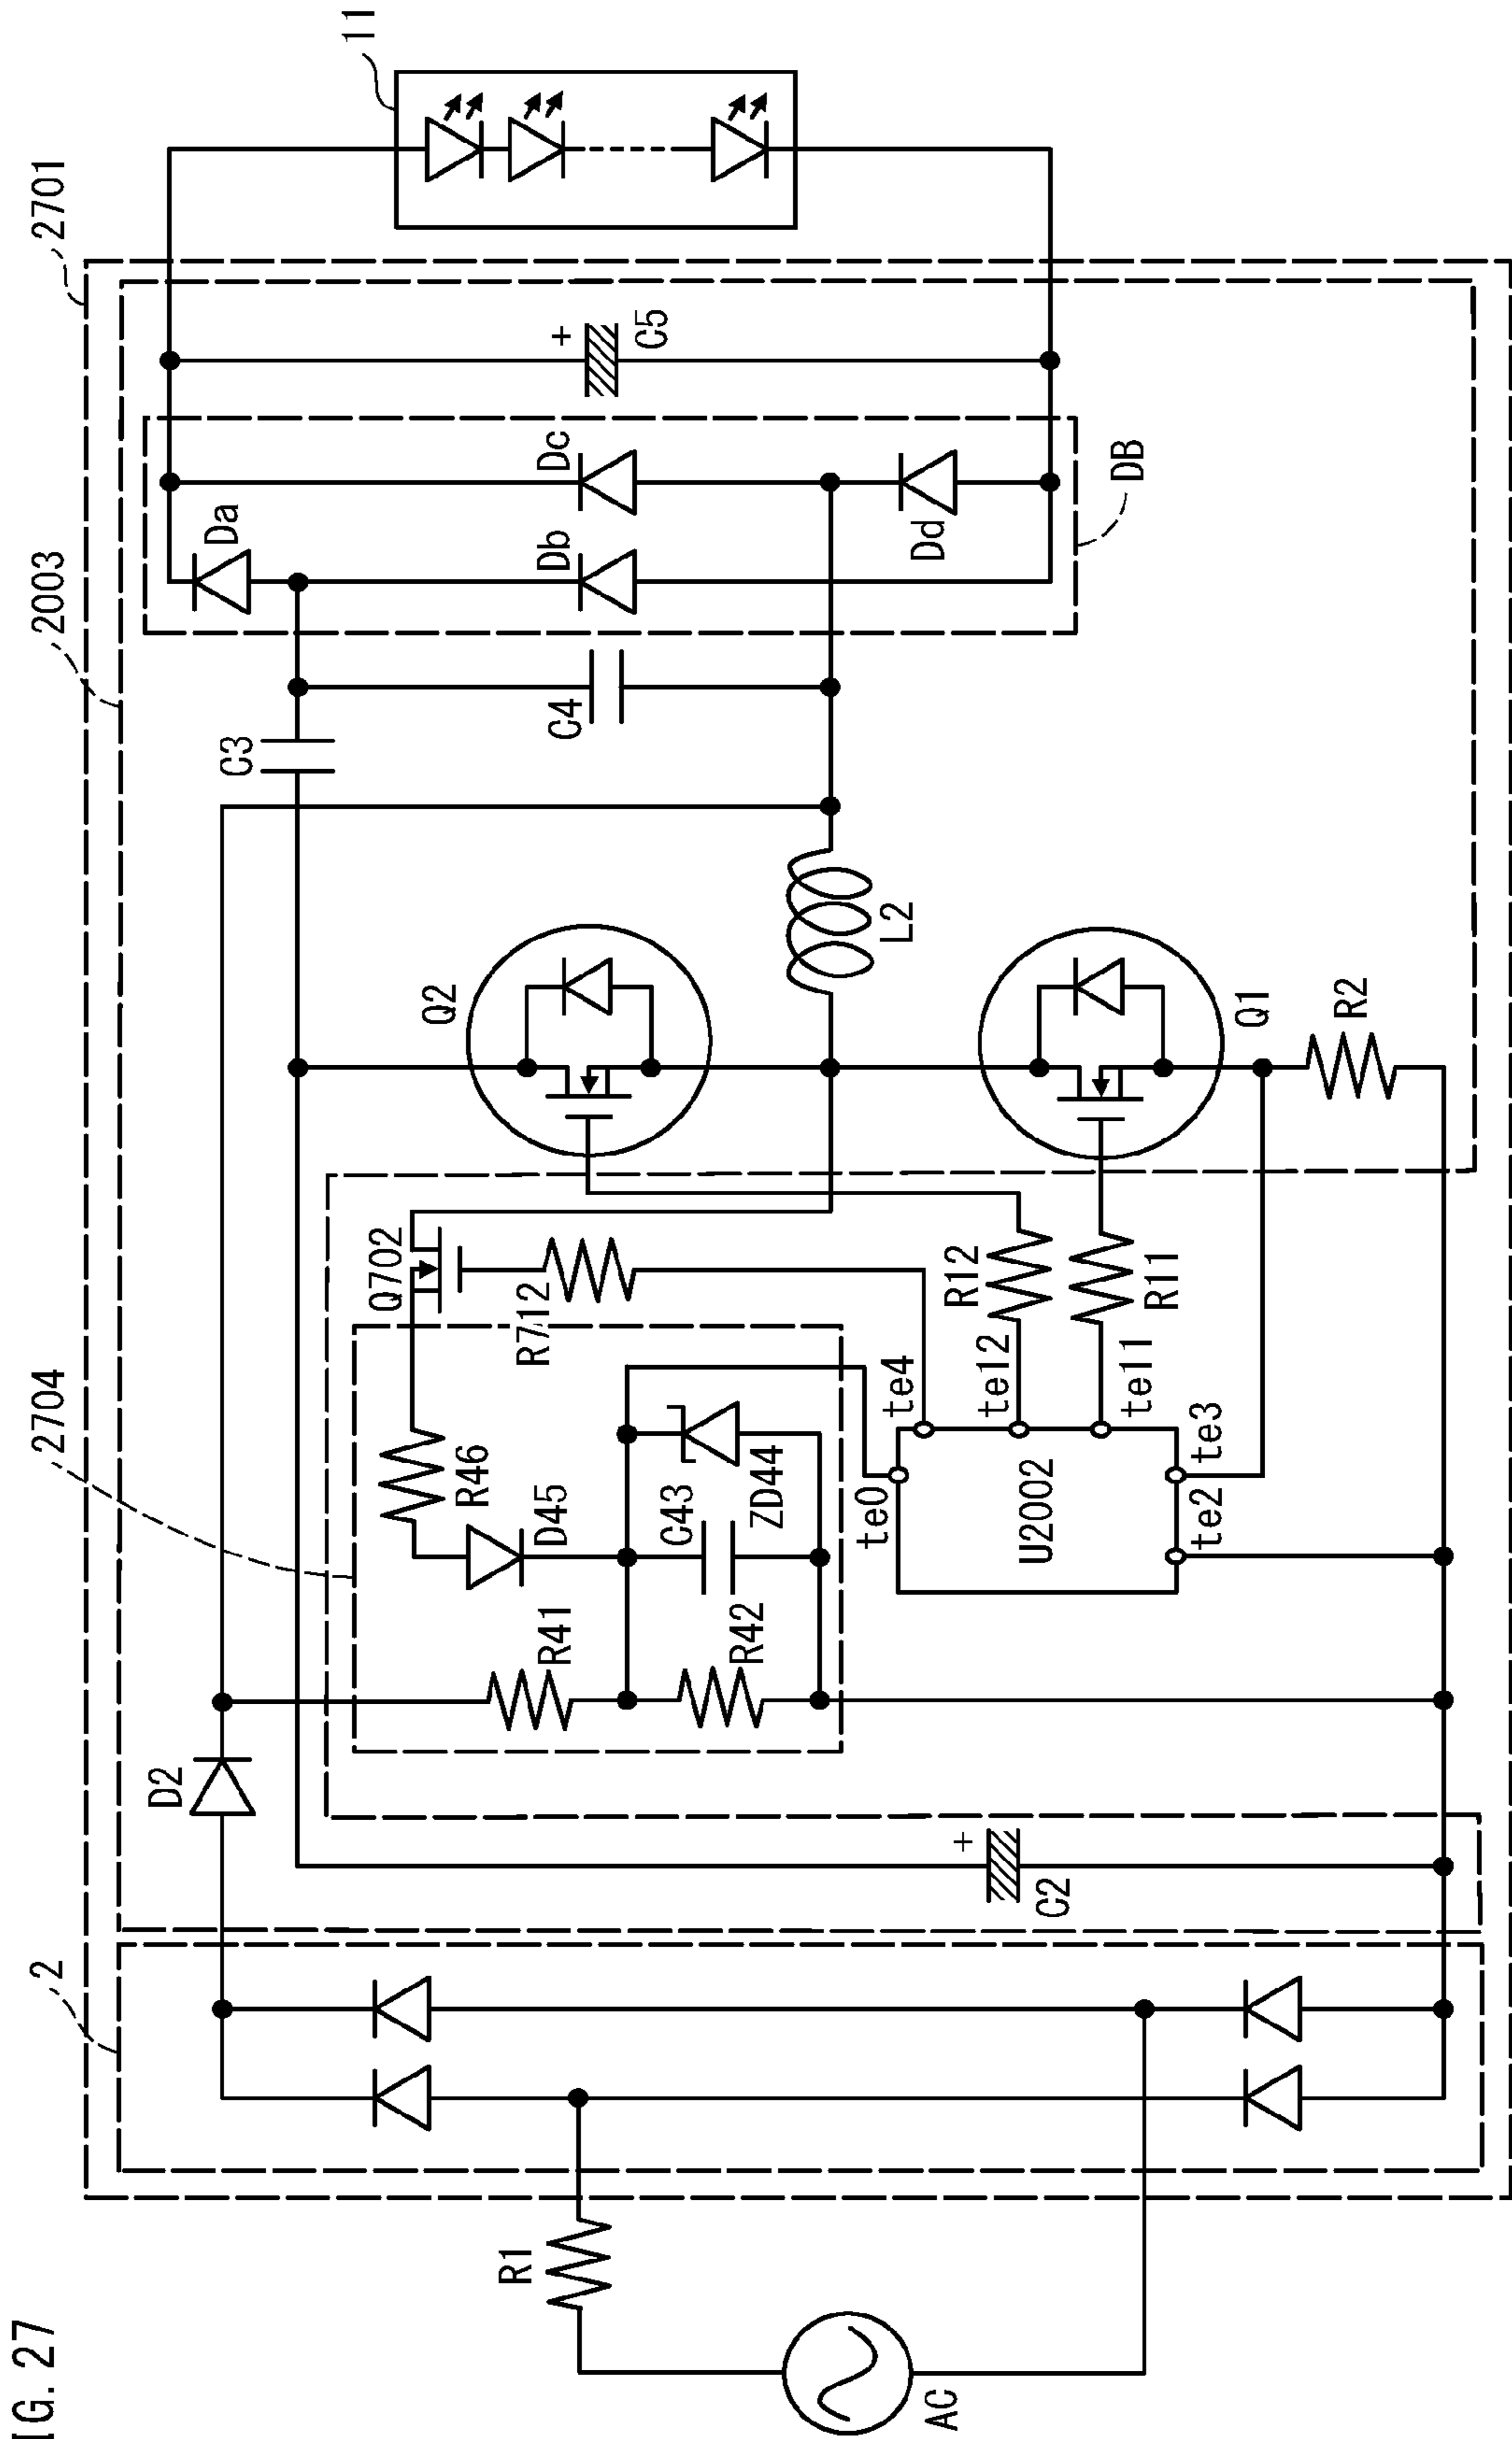 IG. 27
2701
2003
2704
2
11
D2
C3
Da
Db
Dc
Dd
DB
C4
C5
+
Q2
L2
Q1
R2
Q702
R712
R46
D45
R41
R42
C43
ZD44
R12
R11
te0
te4
te12
te11
te3
te2
U2002
+
C2
R1
AC